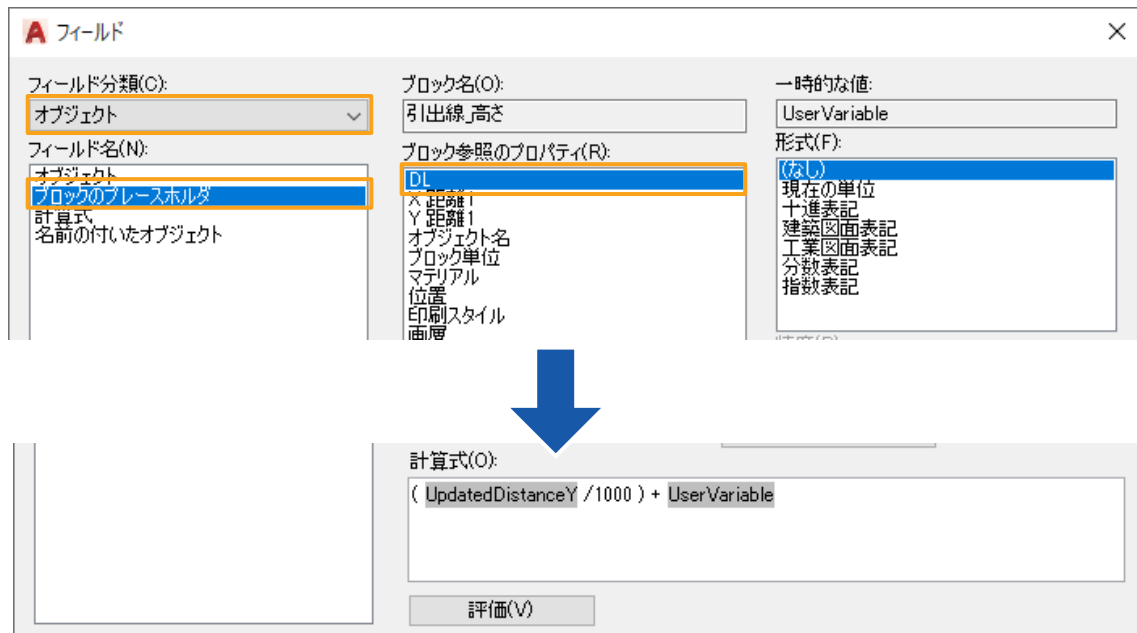 フィールド
フィールド分類(C):
オブジェクト
フィールド名(N):
オブジェクト
ブロックのプレースホルダ
計算式
名前の付いたオブジェクト
ブロック名(O):
引出線_高さ
ブロック参照のプロパティ(R):
DL
X 距離1
Y 距離1
オブジェクト名
ブロック単位
マテリアル
位置
印刷スタイル
画層
一時的な値:
UserVariable
形式(F):
(なし)
現在の単位
十進表記
建築図面表記
工業図面表記
分数表記
指数表記
計算式(O):
( UpdatedDistanceY /1000 ) + UserVariable
評価(V)